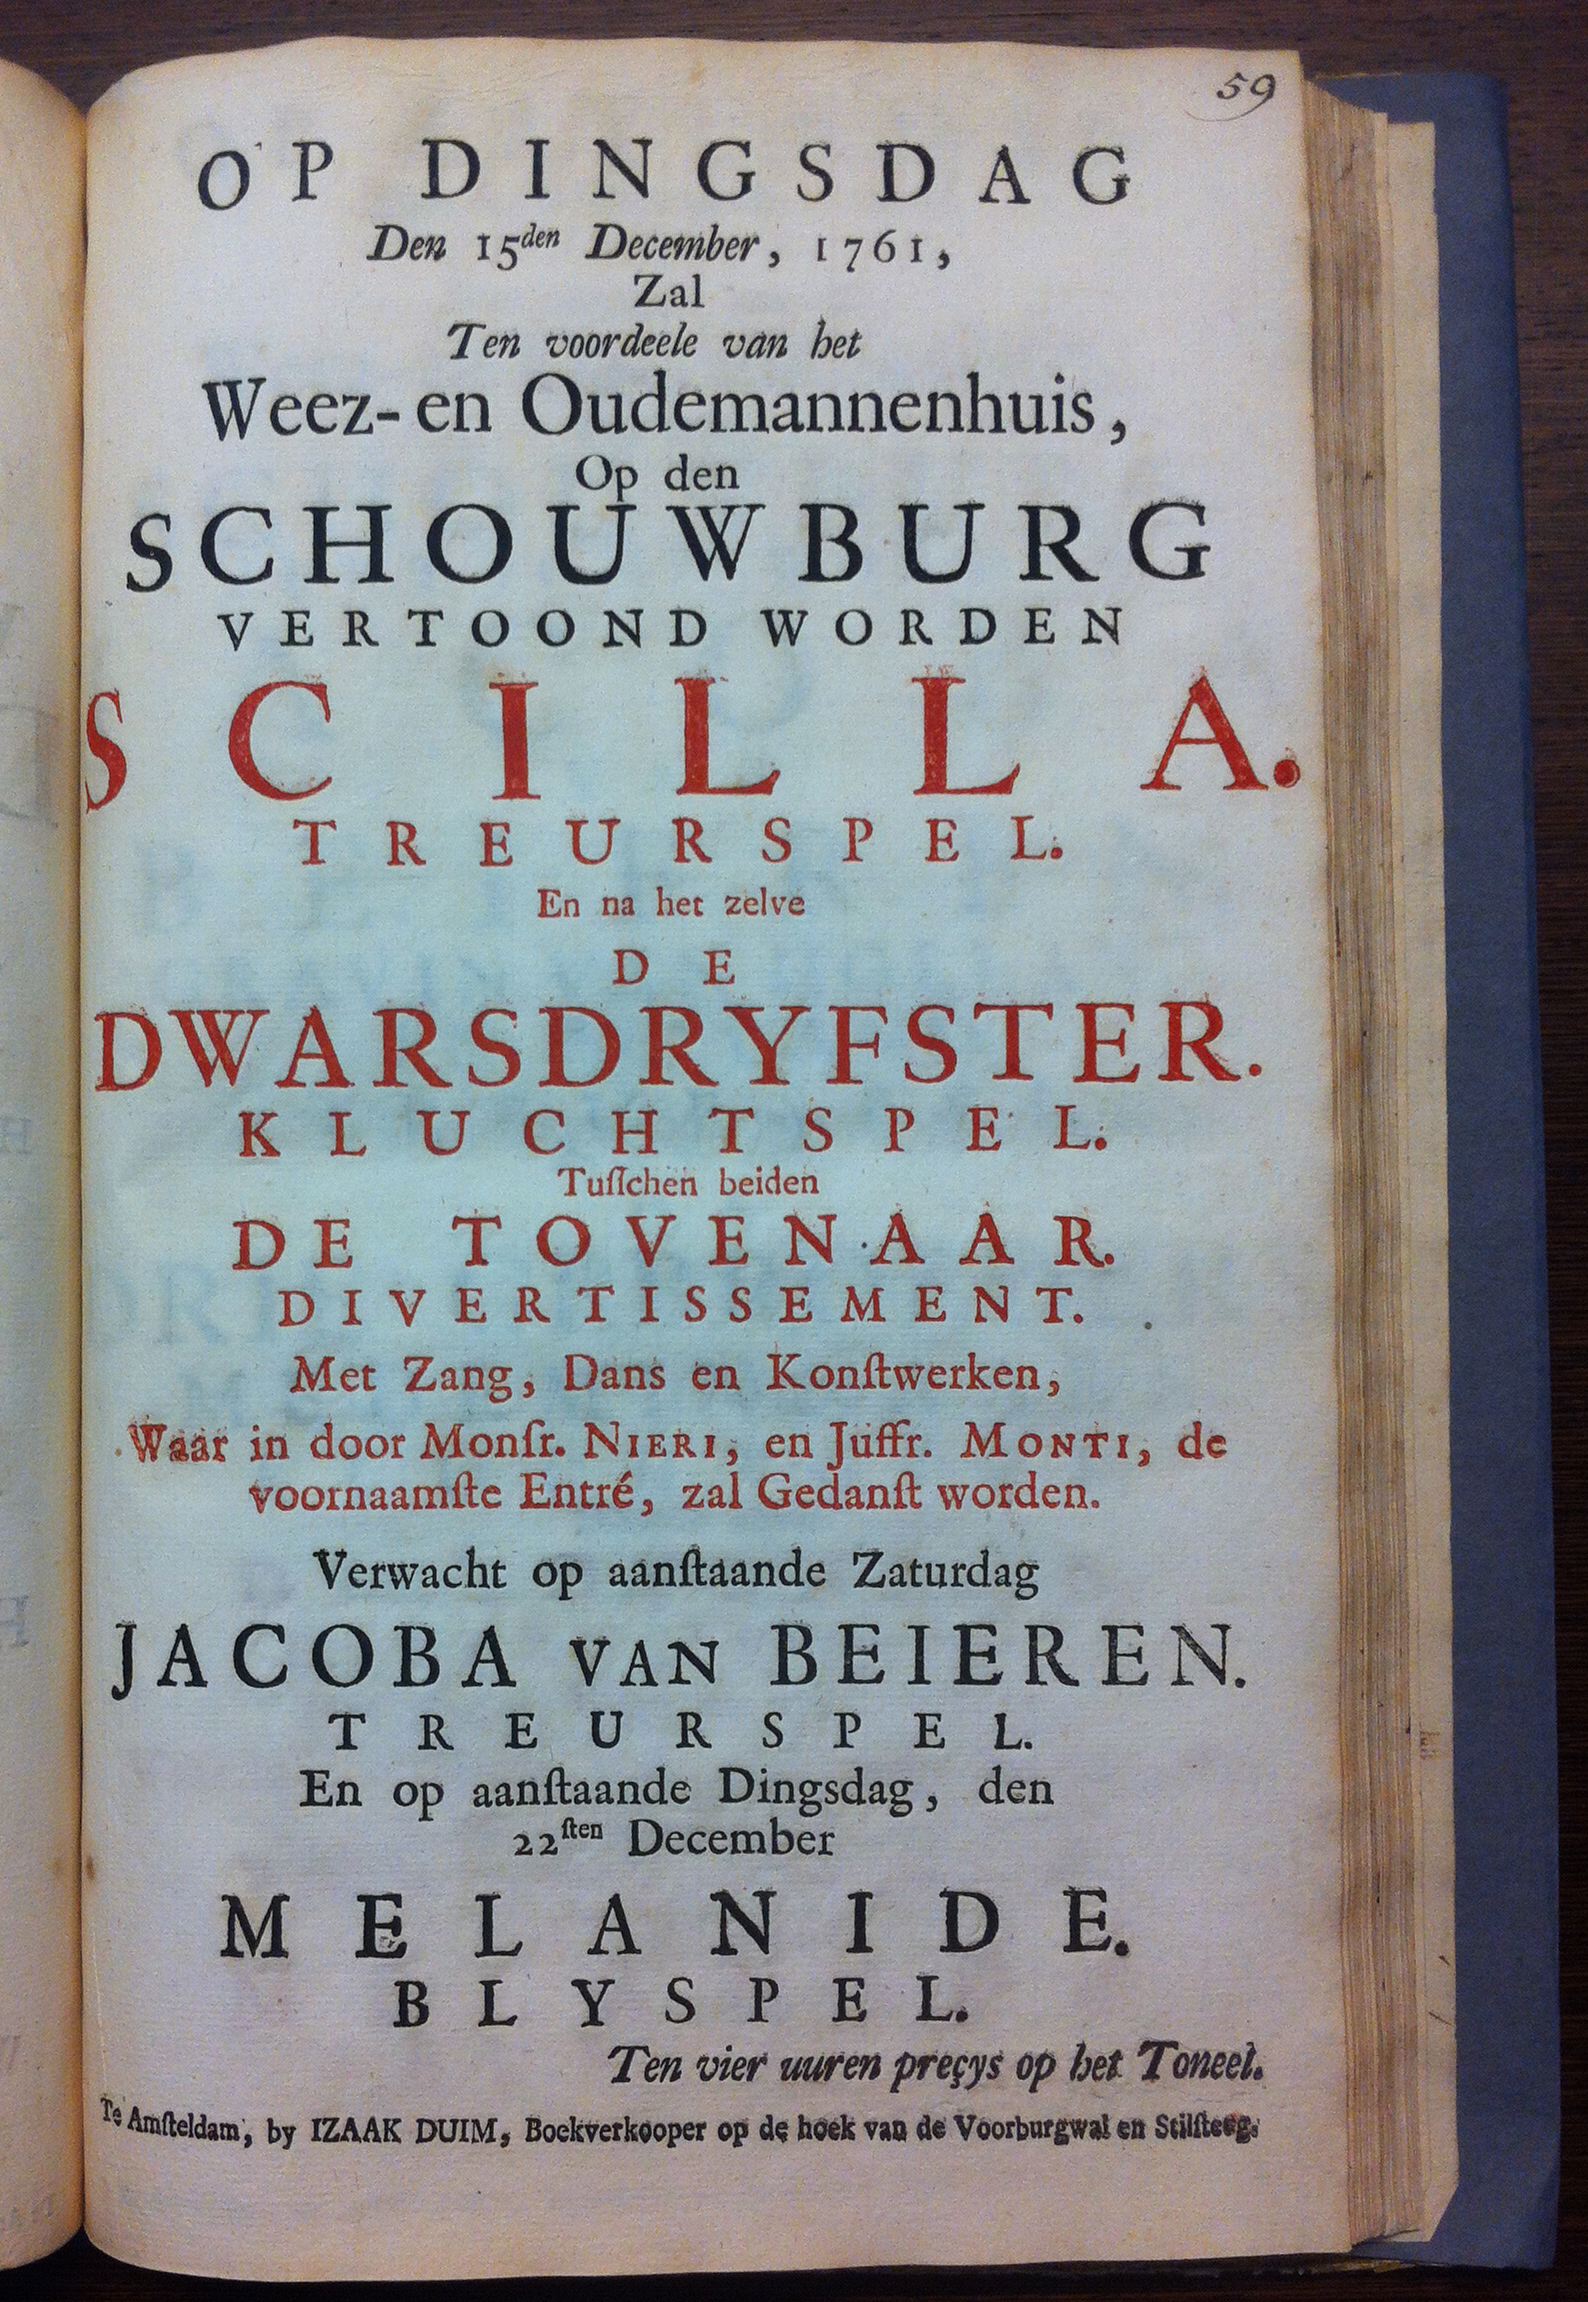 59
OP DINGSDAG
Den 15den December, 1761,
Zal
Ten voordeele van het
Weez- en Oudemannenhuis,
Op den
SCHOUWBURG
VERTOOND WORDEN
SCILLA.
TREURSPEL.
En na het zelve
DE
DWARSDRYFSTER.
KLUCHTSPEL.
Tuſſchen beiden
DE TOVENAAR.
DIVERTISSEMENT.
Met Zang, Dans en Konſtwerken,
Waar in door Monſr. NIERI, en Juffr. MONTI, de
voornaamſte Entré, zal Gedanſt worden.
Verwacht op aanſtaande Zaturdag
JACOBA VAN BEIEREN.
TREURSPEL.
En op aanſtaande Dingsdag, den
22ſten December
MELANIDE.
BLYSPEL.
Ten vier uuren preçys op het Toneel.
Te Amſteldam, by IZAAK DUIM, Boekverkooper op de hoek van de Voorburgwal en Stilſteeg.